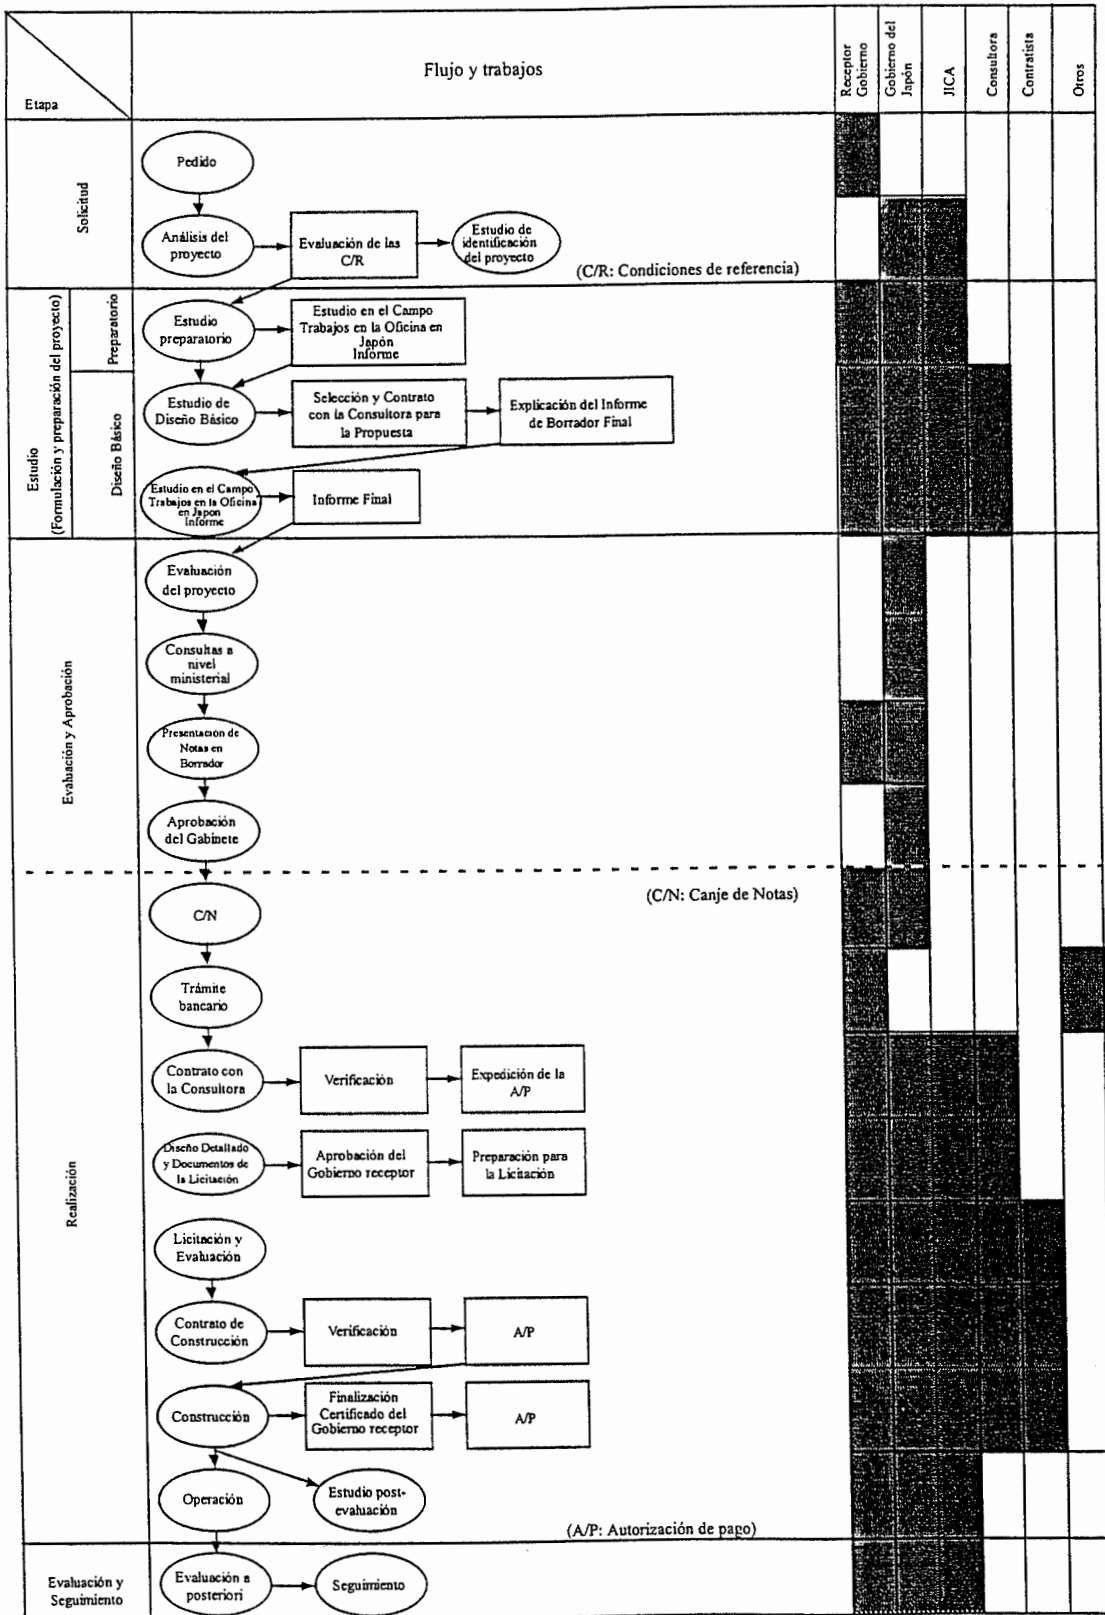 Etapa
Flujo y trabajos
Receptor
Gobierno
Gobierno del
Japón
JICA
Consultora
Contratista
Otros
Solicitud
Pedido
Análisis del
proyecto
Evaluación de las
C/R
Estudio de
identificación
del proyecto
(C/R: Condiciones de referencia)
Estudio
(Formulación y preparación del proyecto)
Preparatorio
Estudio
preparatorio
Estudio en el Campo
Trabajos en la Oficina en
Japón
Informe
Diseño Básico
Estudio de
Diseño Básico
Selección y Contrato
con la Consultora para
la Propuesta
Explicación del Informe
de Borrador Final
Estudio en el Campo
Trabajos en la Oficina
en Japon
Informe
Informe Final
Evaluación y Aprobación
Evaluación
del proyecto
Consultas a
nivel
ministerial
Presentación de
Notas en
Borrador
Aprobación
del Gabinete
Realización
C/N
(C/N: Canje de Notas)
Trámite
bancario
Contrato con
la Consultora
Verificación
Expedición de la
A/P
Diseño Detallado
y Documentos de
la Licitación
Aprobación del
Gobierno receptor
Preparación para
la Licitación
Licitación y
Evaluación
Contrato de
Construcción
Verificación
A/P
Construcción
Finalización
Certificado del
Gobierno receptor
A/P
Operación
Estudio post-
evaluación
(A/P: Autorización de pago)
Evaluación y
Seguimiento
Evaluación a
posteriori
Seguimiento